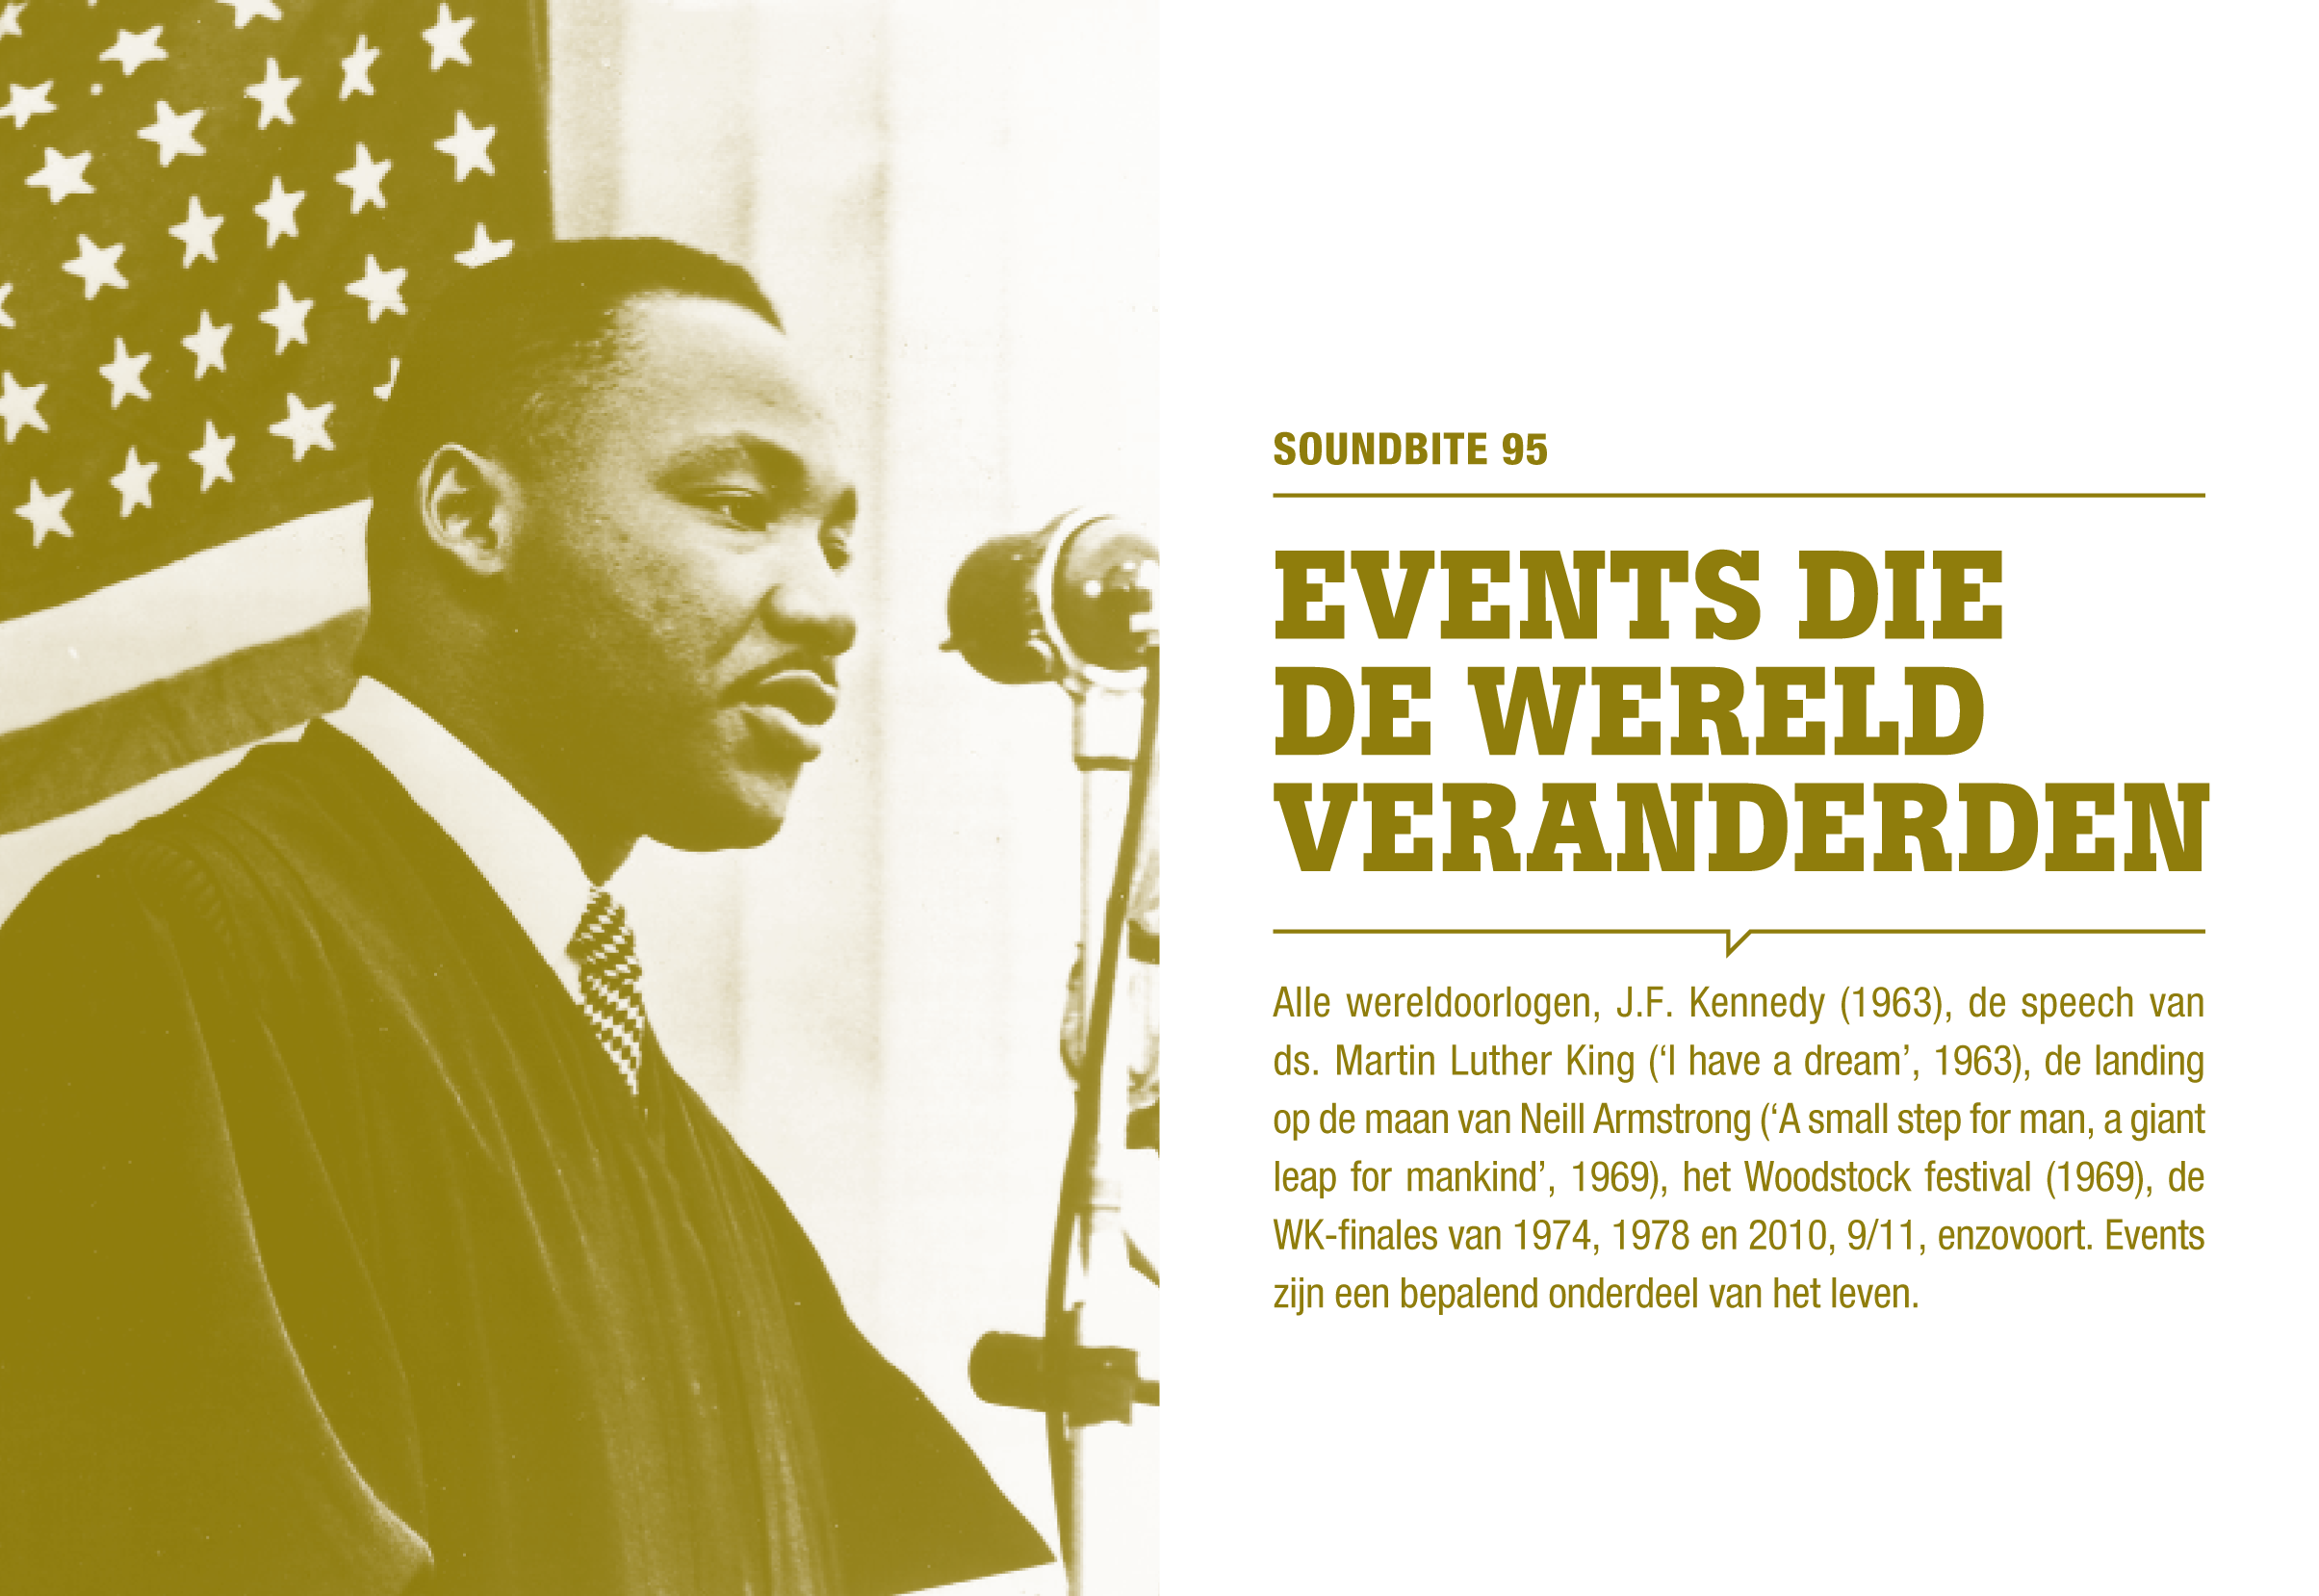 SOUNDBITE 95
EVENTS DIE
DE WERELD
VERANDERDEN
Alle wereldoorlogen, J.F. Kennedy (1963), de speech van
ds. Martin Luther King (‘I have a dream’, 1963), de landing
op de maan van Neill Armstrong (‘A small step for man, a giant
leap for mankind’, 1969), het Woodstock festival (1969), de
WK-finales van 1974, 1978 en 2010, 9/11, enzovoort. Events
zijn een bepalend onderdeel van het leven.